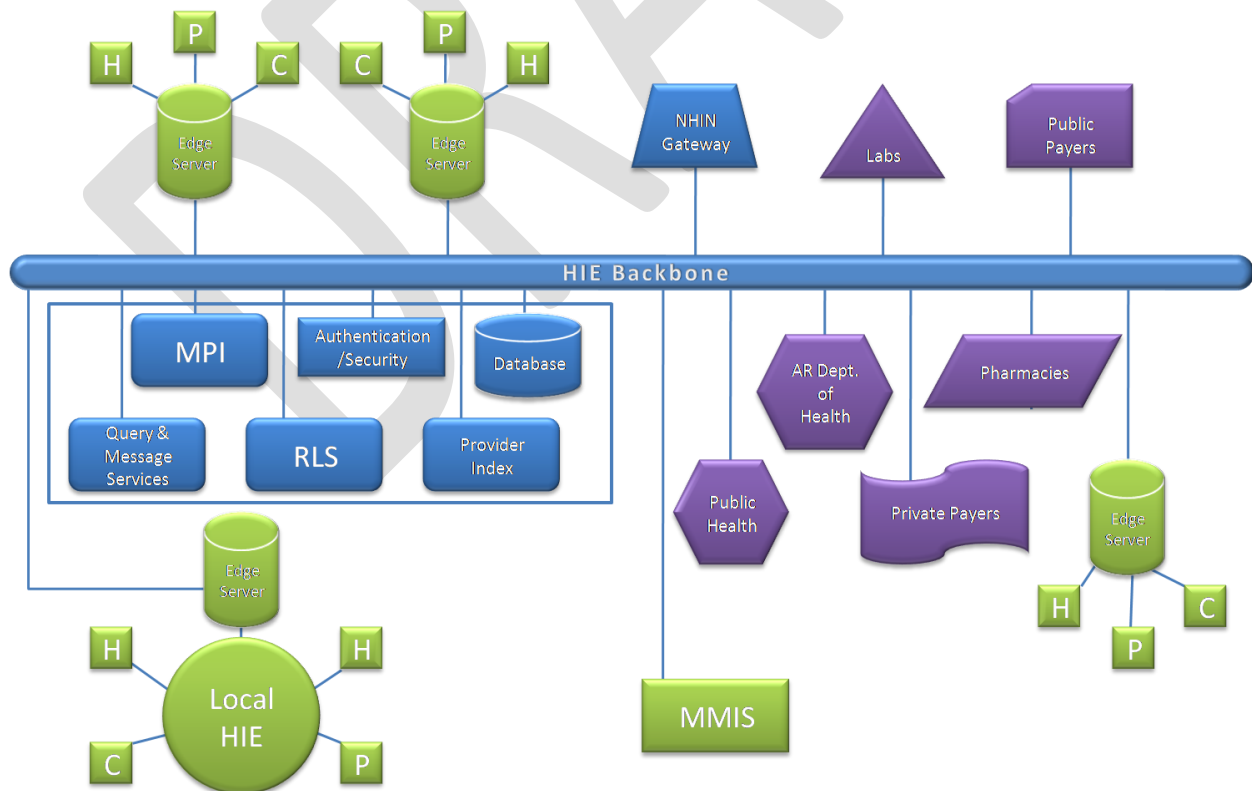 P
P
H
C
C
H
Edge
Server
Edge
Server
NHIN
Gateway
Labs
Public
Payers
HIE Backbone
MPI
Authentication
/Security
Database
AR Dept.
of
Health
Pharmacies
Query &
Message
Services
RLS
Provider
Index
Public
Health
Private Payers
Edge
Server
Edge
Server
H
C
P
H
H
Local
HIE
C
P
MMIS
DRA